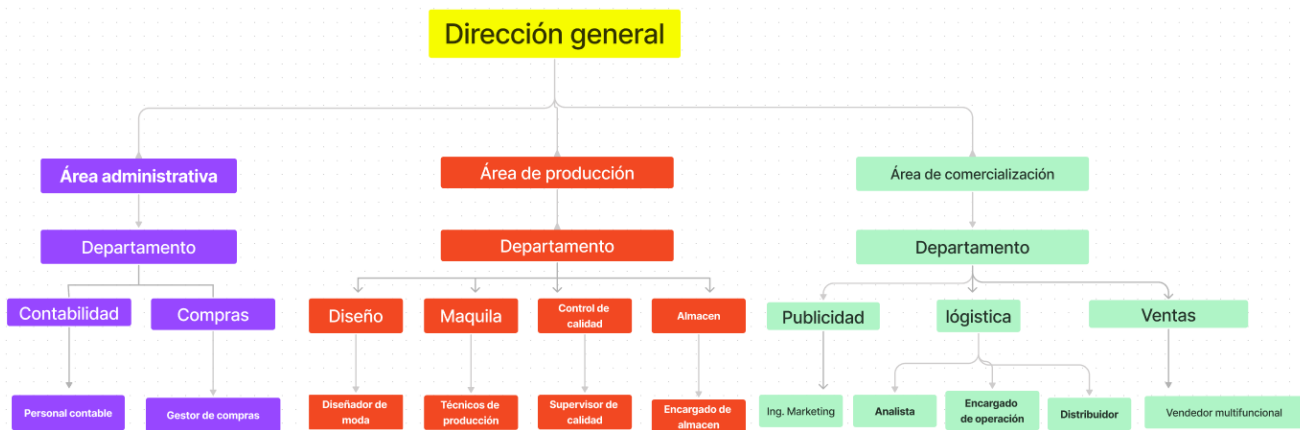 Dirección general
Área administrativa
Área de producción
Área de comercialización
Departamento
Departamento
Departamento
Contabilidad
Compras
Diseño
Maquila
Control de
calidad
Almacen
Publicidad
lógistica
Ventas
Personal contable
Gestor de compras
Diseñador de
moda
Técnicos de
producción
Supervisor de
calidad
Encargado de
almacen
Ing. Marketing
Analista
Encargado
de operación
Distribuidor
Vendedor multifuncional